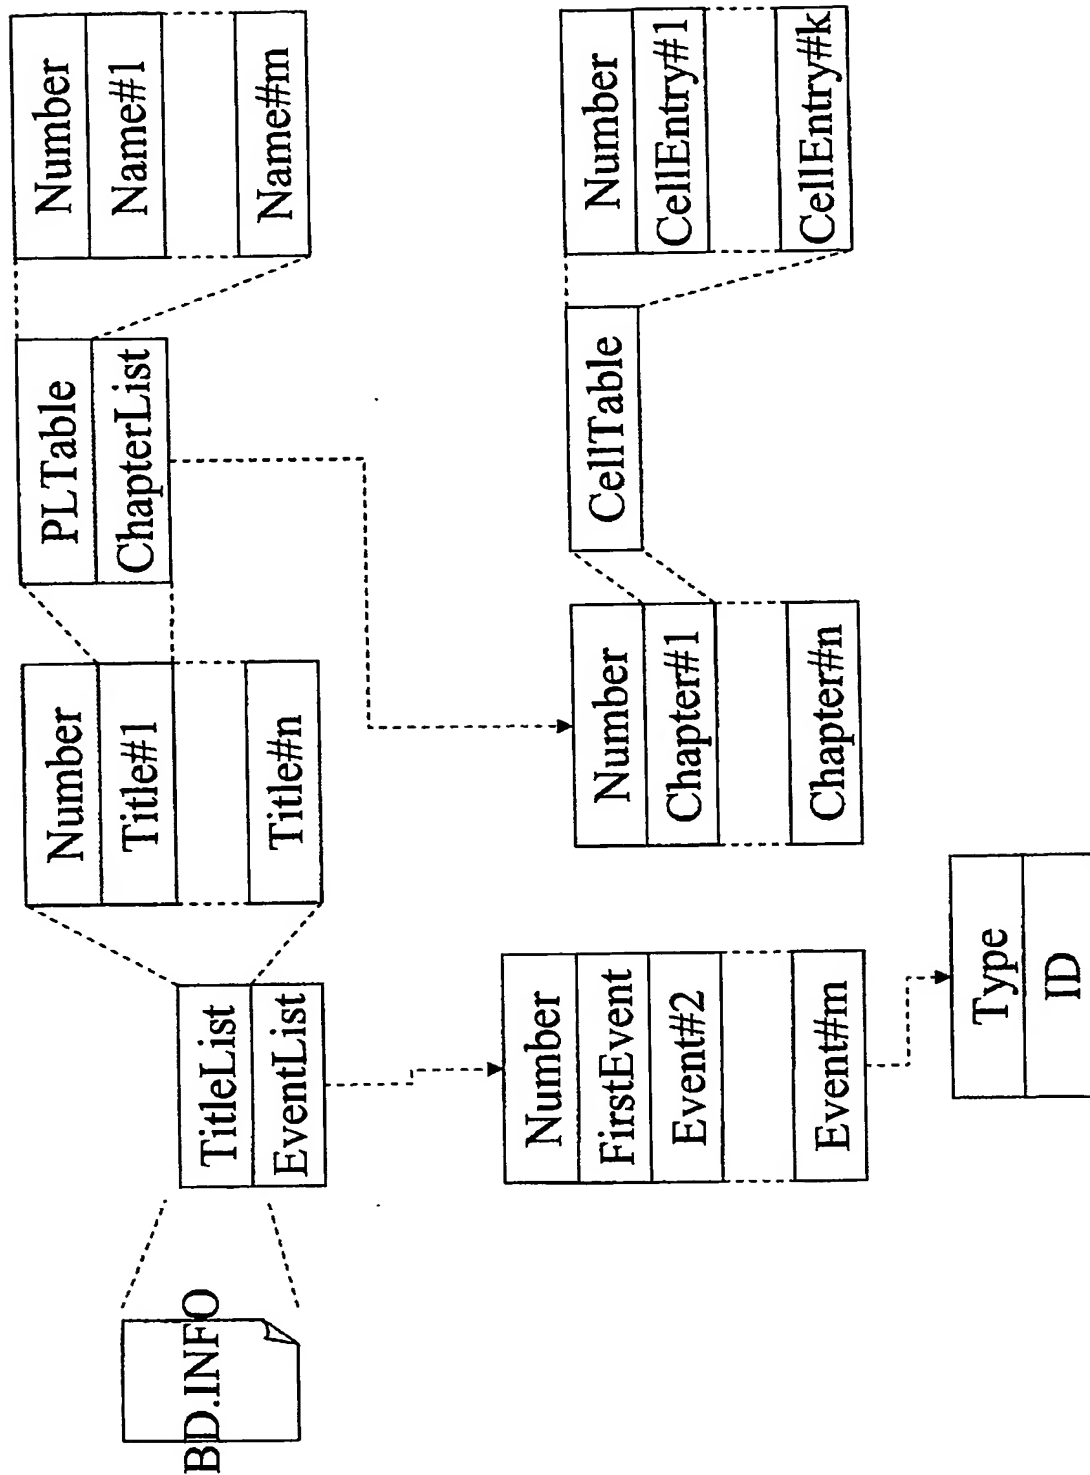 BD.INFO
TitleList
EventList
Number
Title#1
Title#n
PLTable
ChapterList
Number
Name#1
Name#m
Number
FirstEvent
Event#2
Event#m
Type
ID
Number
Chapter#1
Chapter#n
CellTable
Number
CellEntry#1
CellEntry#k